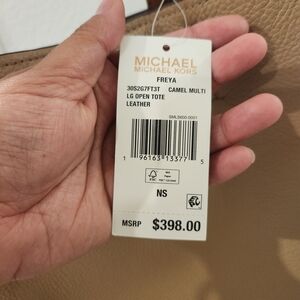 MICHAEL
MICHAEL KORS
FREYA
30S2G7FT3T CAMEL MULTI
LG OPEN TOTE
LEATHER
1 96163 13377 5
NS
MSRP $398.00